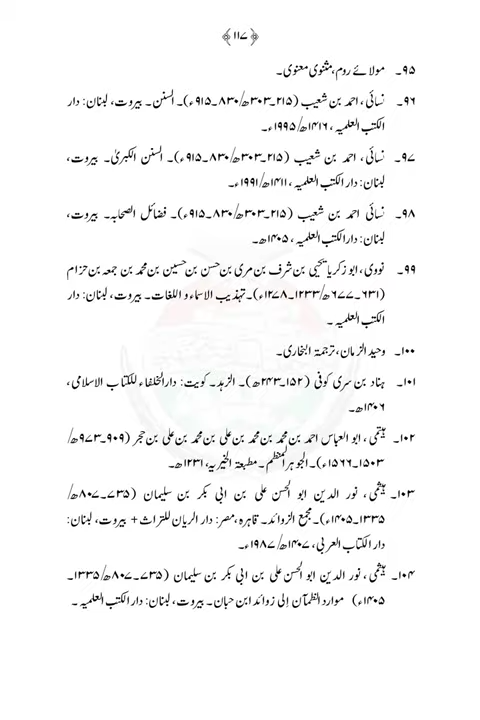 ﴿۱۱۷﴾
۹۵۔ مولائے روم، مثنوی معنوی۔
۹۶۔ نسائی، احمد بن شعیب (۲۱۵۔۳۰۳ھ/۸۳۰۔۹۱۵ء)۔ السنن۔ بیروت، لبنان: دار
الکتب العلمیہ، ۱۴۱۶ھ/۱۹۹۵ء۔
۹۷۔ نسائی، احمد بن شعیب (۲۱۵۔۳۰۳ھ/۸۳۰۔۹۱۵ء)۔ السنن الکبریٰ۔ بیروت،
لبنان: دار الکتب العلمیہ، ۱۴۱۱ھ/۱۹۹۱ء۔
۹۸۔ نسائی احمد بن شعیب (۲۱۵۔۳۰۳ھ/۸۳۰۔۹۱۵ء)۔ فضائل الصحابہ۔ بیروت،
لبنان: دارالکتب العلمیہ، ۱۴۰۵ھ۔
۹۹۔ نووی، ابو زکریا یحییٰ بن شرف بن مری بن حسن بن حسین بن محمد بن جمعہ بن حزام
(۶۳۱۔۶۷۷ھ/۱۲۳۳۔۱۲۷۸ء)۔ تہذیب الاسماء و اللغات۔ بیروت، لبنان: دار
الکتب العلمیہ۔
۱۰۰۔ وحید الزمان، ترجمۃ البخاری۔
۱۰۱۔ ہناد بن سری کوفی (۱۵۲۔۲۴۳ھ)۔ الزہد۔ کویت: دارالخلفاء للکتاب الاسلامی،
۱۴۰۶ھ۔
۱۰۲۔ ہیتمی، ابو العباس احمد بن محمد بن محمد بن علی بن محمد بن علی بن حجر (۹۰۹۔۹۷۳ھ/
۱۵۰۳۔۱۵۶۶ء)۔ الجوہر المنظم۔ مطبعۃ الخیریہ، ۱۲۳۱ھ۔
۱۰۳۔ ہیثمی، نور الدین ابو الحسن علی بن ابی بکر بن سلیمان (۷۳۵۔۸۰۷ھ/
۱۳۳۵۔۱۴۰۵ء)۔ مجمع الزوائد۔ قاہرہ، مصر: دار الریان للتراث + بیروت، لبنان:
دار الکتاب العربی، ۱۴۰۷ھ/۱۹۸۷ء۔
۱۰۴۔ ہیثمی، نور الدین ابو الحسن علی بن ابی بکر بن سلیمان (۷۳۵۔۸۰۷ھ/۱۳۳۵۔
۱۴۰۵ء) موارد الظمآن إلی زوائد ابن حبان۔ بیروت، لبنان: دار الکتب العلمیہ۔